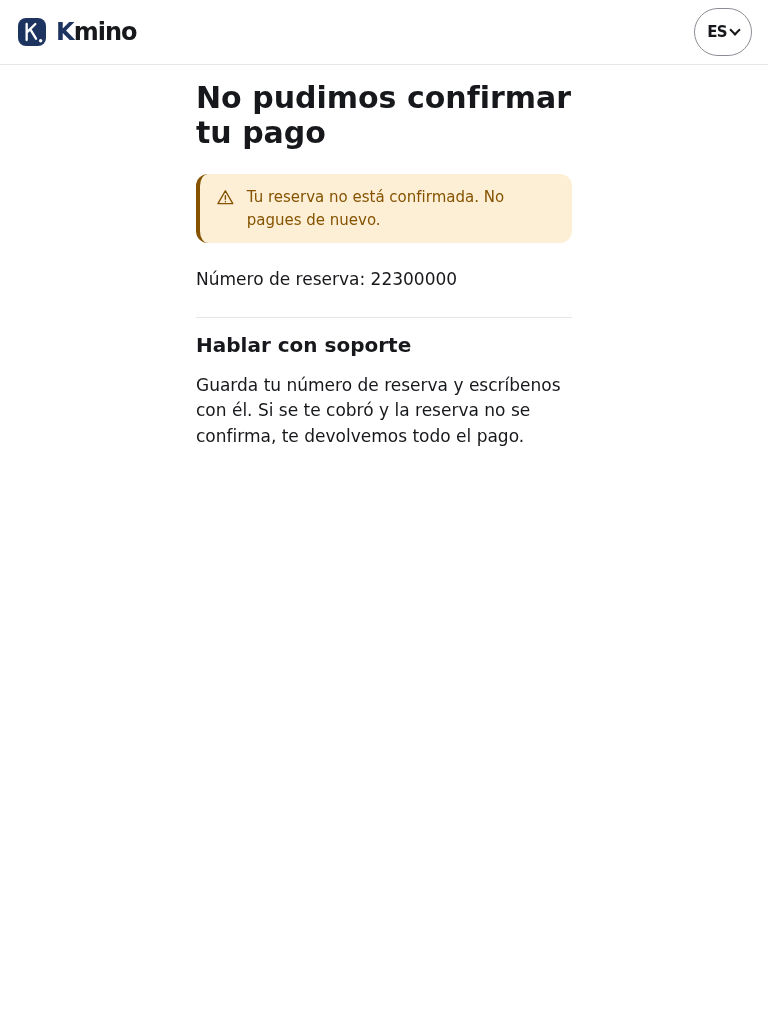 Kmino
ES
No pudimos confirmar
tu pago
Tu reserva no está confirmada. No
pagues de nuevo.
Número de reserva: 22300000
Hablar con soporte
Guarda tu número de reserva y escríbenos
con él. Si se te cobró y la reserva no se
confirma, te devolvemos todo el pago.